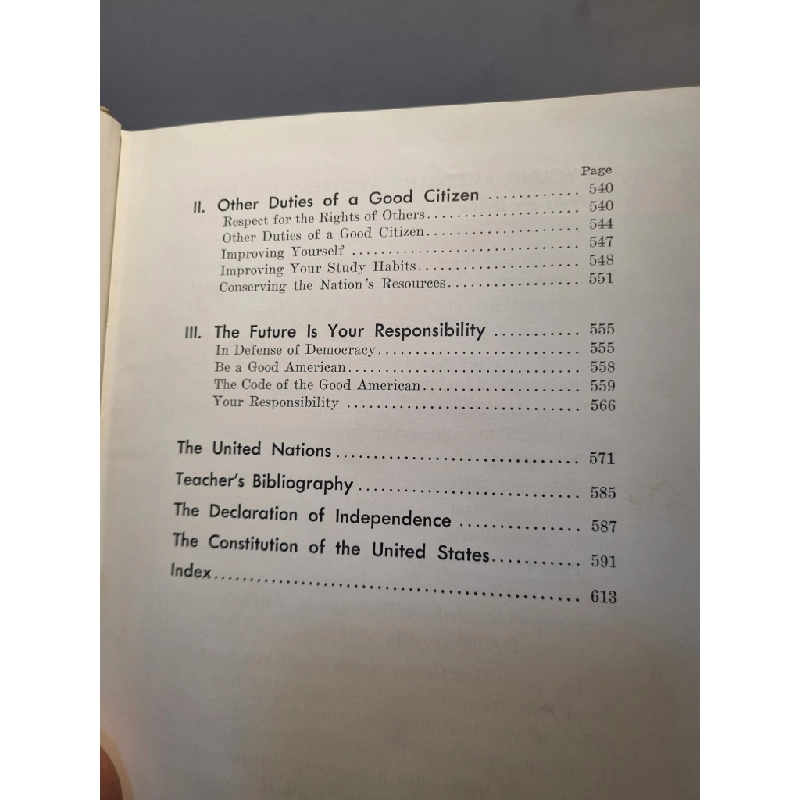 Page
II. Other Duties of a Good Citizen ............ 540
Respect for the Rights of Others...................... 540
Other Duties of a Good Citizen...................... 544
Improving Yourself ................................ 547
Improving Your Study Habits....................... 548
Conserving the Nation's Resources.................. 551
III. The Future Is Your Responsibility ........... 555
In Defense of Democracy............................ 555
Be a Good American................................ 558
The Code of the Good American..................... 559
Your Responsibility ................................ 566
The United Nations................................ 571
Teacher's Bibliography............................. 585
The Declaration of Independence ................ 587
The Constitution of the United States............ 591
Index................................................... 613